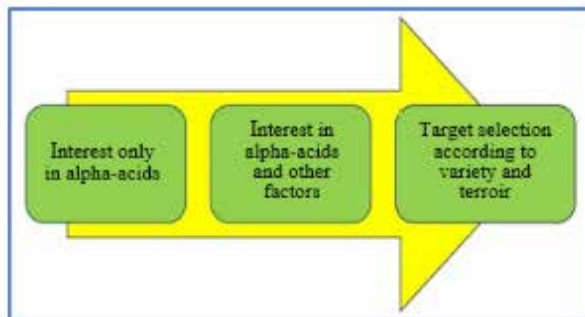 Interest only
in alpha-acids
Interest in
alpha-acids
and other
factors
Target selection
according to
variety and
terroir